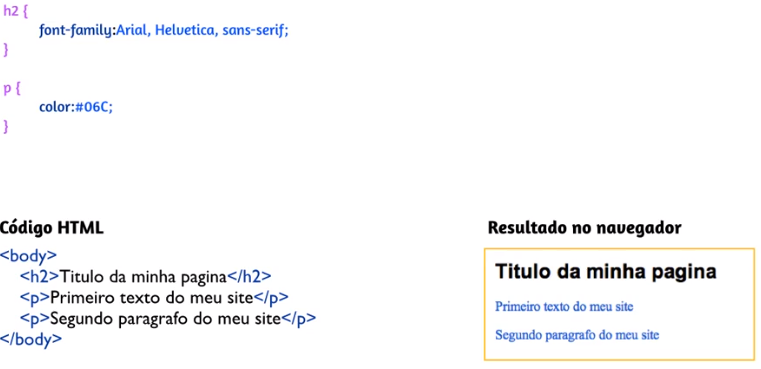 h2 {
font-family:Arial, Helvetica, sans-serif;
}
p {
color:#06C;
}
Código HTML
<body>
<h2>Titulo da minha pagina</h2>
<p>Primeiro texto do meu site</p>
<p>Segundo paragrafo do meu site</p>
</body>
Resultado no navegador
Titulo da minha pagina
Primeiro texto do meu site
Segundo paragrafo do meu site